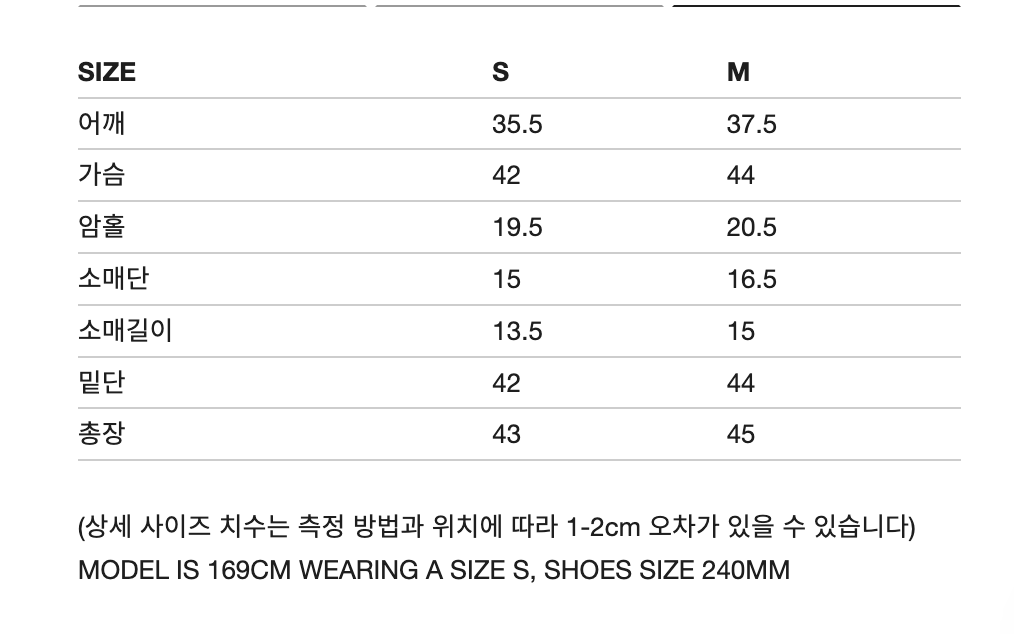 SIZE S M
어깨 35.5 37.5
가슴 42 44
암홀 19.5 20.5
소매단 15 16.5
소매길이 13.5 15
밑단 42 44
총장 43 45
(상세 사이즈 치수는 측정 방법과 위치에 따라 1-2cm 오차가 있을 수 있습니다)
MODEL IS 169CM WEARING A SIZE S, SHOES SIZE 240MM